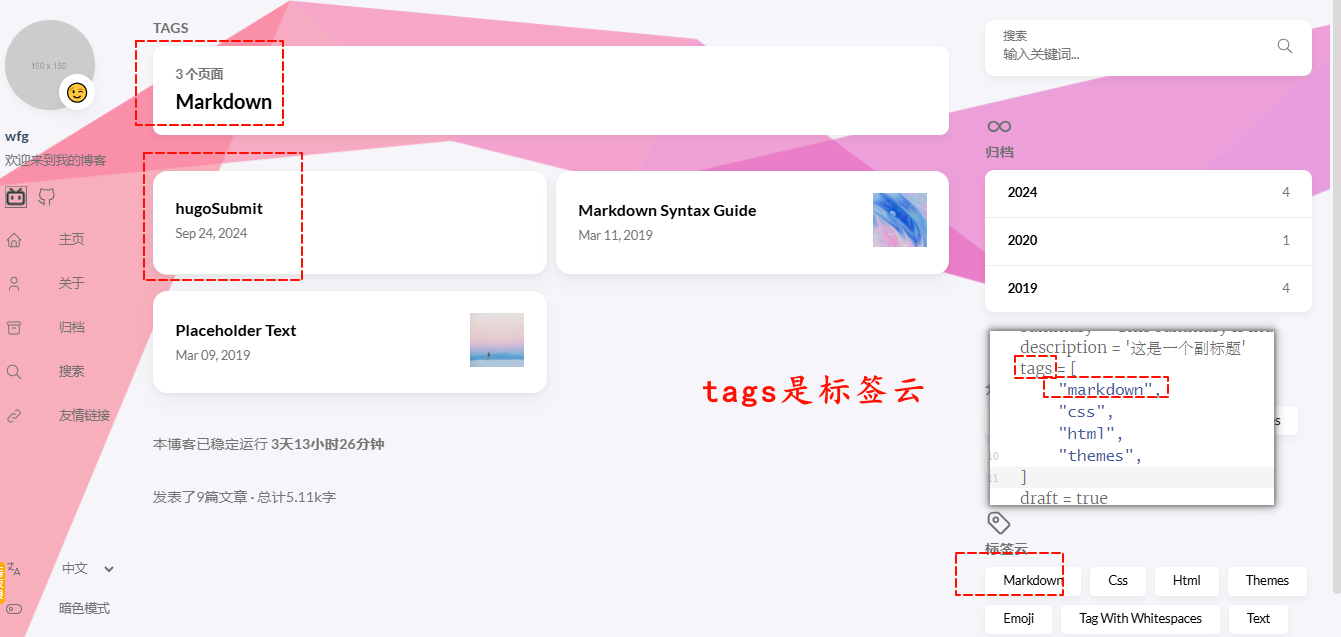 150 x 150
wfg
欢迎来到我的博客
主页
关于
归档
搜索
友情链接
中文
暗色模式
TAGS
3 个页面
Markdown
hugoSubmit
Sep 24, 2024
Markdown Syntax Guide
Mar 11, 2019
Placeholder Text
Mar 09, 2019
tags是标签云
本博客已稳定运行 3天13小时26分钟
发表了9篇文章 · 总计5.11k字
搜索
输入关键词...
归档
2024 4
2020 1
2019 4
description = '这是一个副标题'
tags = [
"markdown",
"css",
"html",
10 "themes",
11 ]
draft = true
标签云
Markdown Css Html Themes
Emoji Tag With Whitespaces Text